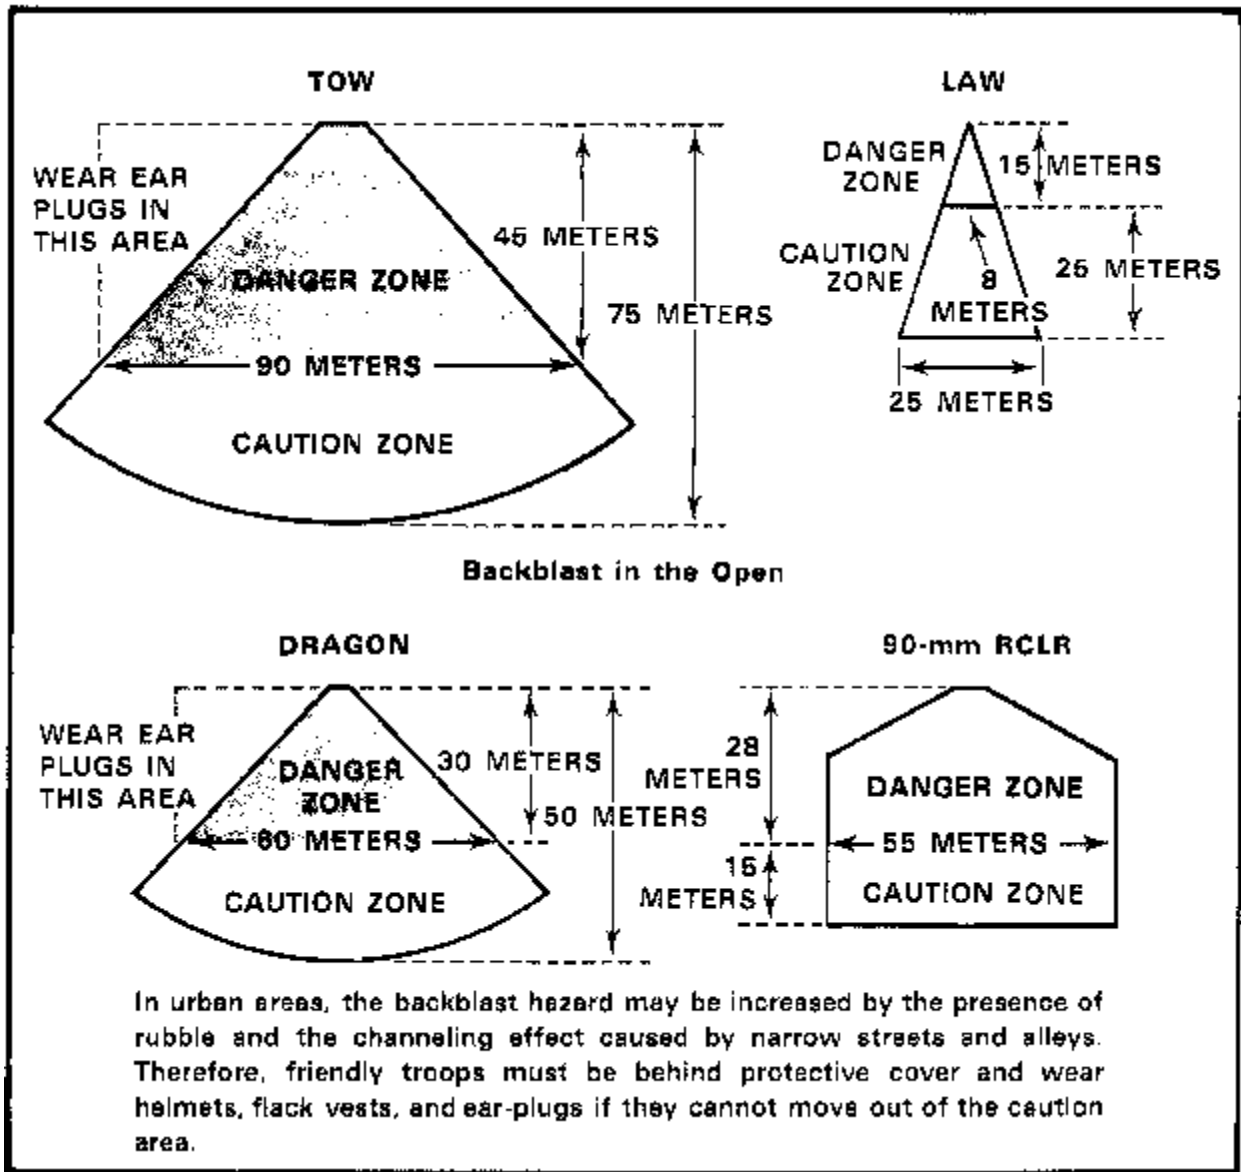 TOW
WEAR EAR
PLUGS IN
THIS AREA
DANGER ZONE
45 METERS
75 METERS
90 METERS
CAUTION ZONE
LAW
DANGER
ZONE
15 METERS
CAUTION
ZONE
8
METERS
25 METERS
25 METERS
Backblast in the Open
DRAGON
WEAR EAR
PLUGS IN
THIS AREA
DANGER
ZONE
30 METERS
50 METERS
60 METERS
CAUTION ZONE
90-mm RCLR
28
METERS
DANGER ZONE
55 METERS
15
METERS
CAUTION ZONE
In urban areas, the backblast hazard may be increased by the presence of
rubble and the channeling effect caused by narrow streets and alleys.
Therefore, friendly troops must be behind protective cover and wear
helmets, flack vests, and ear-plugs if they cannot move out of the caution
area.